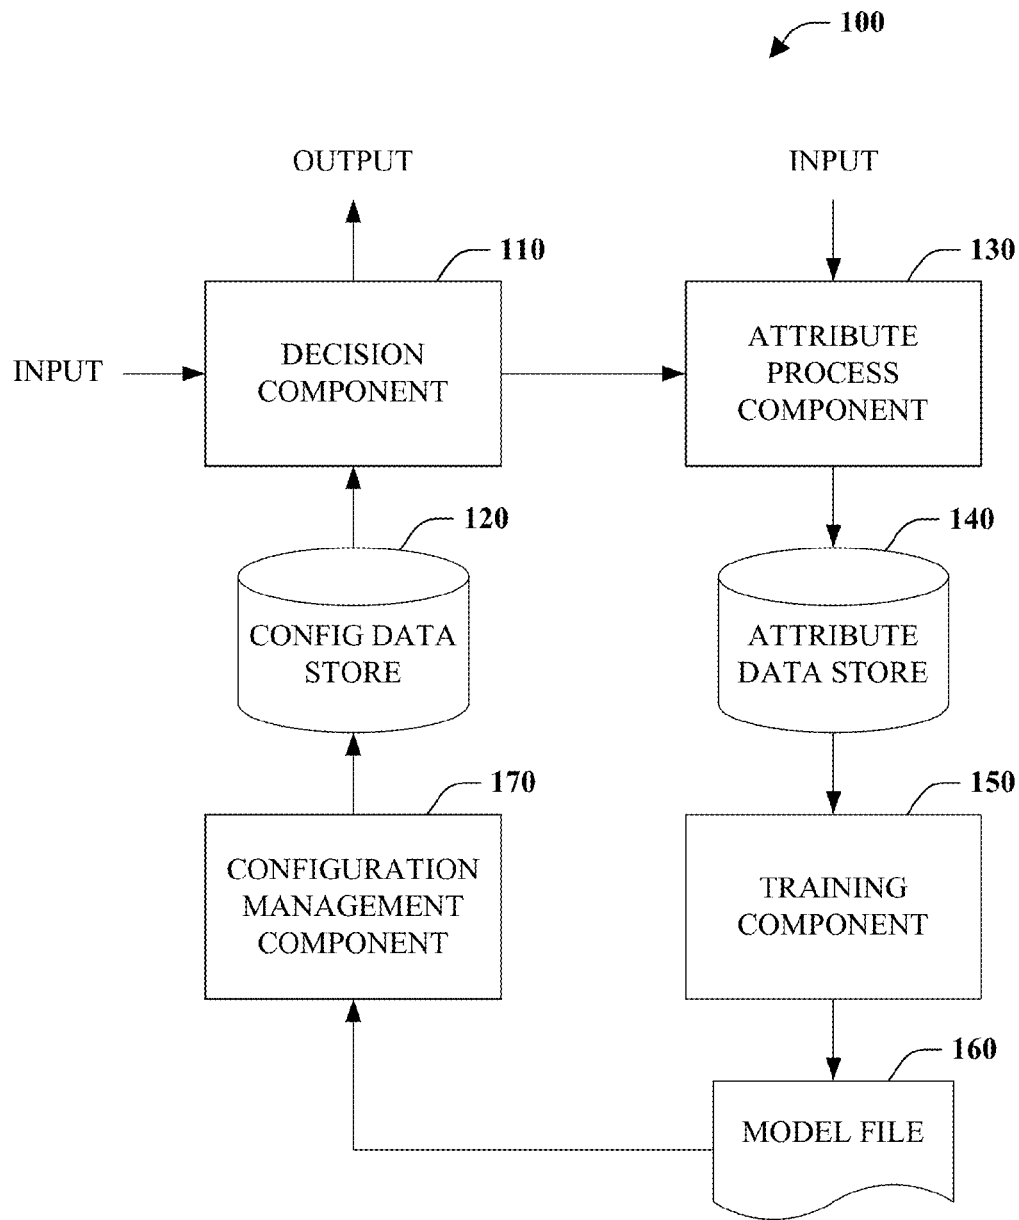 100
OUTPUT
INPUT
110
130
INPUT
DECISION
COMPONENT
ATTRIBUTE
PROCESS
COMPONENT
120
140
CONFIG DATA
STORE
ATTRIBUTE
DATA STORE
170
150
CONFIGURATION
MANAGEMENT
COMPONENT
TRAINING
COMPONENT
160
MODEL FILE